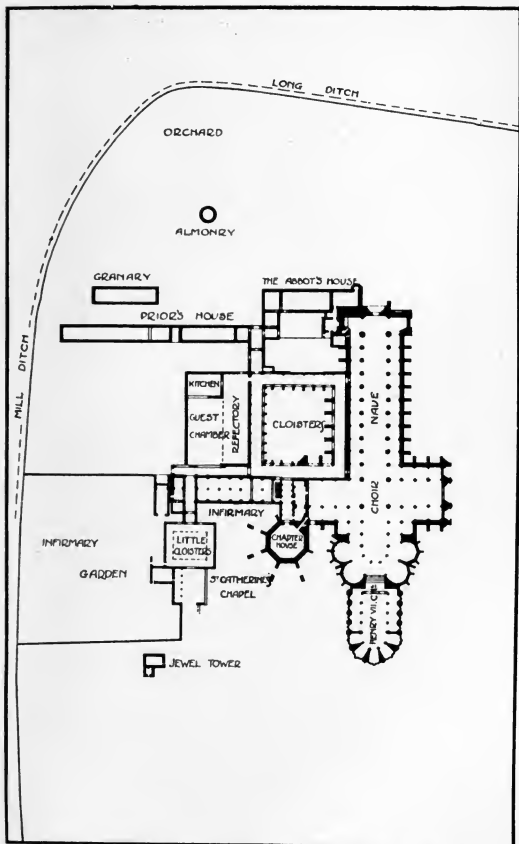 LONG DITCH
ORCHARD
ALMONRY
GRANARY
THE ABBOT'S HOUSE
PRIOR'S HOUSE
MILL DITCH
KITCHEN
GUEST
CHAMBER
REFECTORY
CLOISTERS
NAVE
CHOIR
INFIRMARY
INFIRMARY
GARDEN
LITTLE
CLOISTERS
CHAPTER
HOUSE
ST CATHERINE'S
CHAPEL
HENRY VII.
JEWEL TOWER